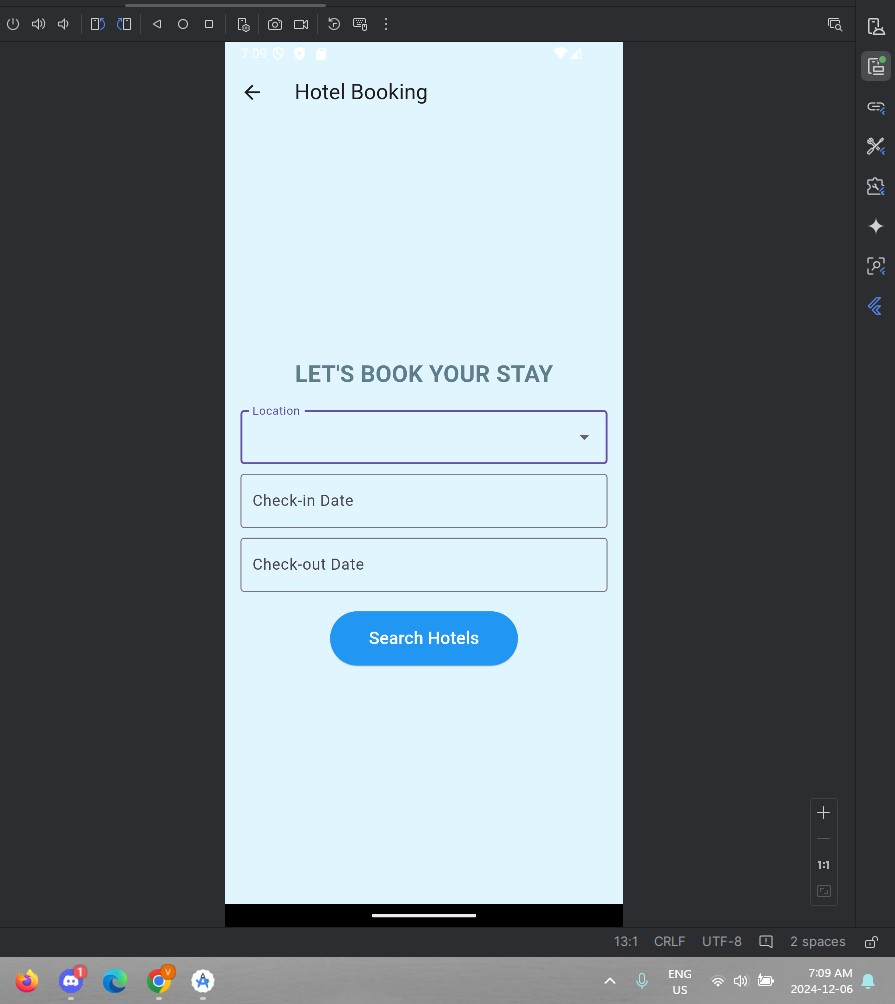 7:09
Hotel Booking
LET'S BOOK YOUR STAY
Location
Check-in Date
Check-out Date
Search Hotels
1:1
13:1 CRLF UTF-8 2 spaces
1
V
ENG
US
7:09 AM
2024-12-06